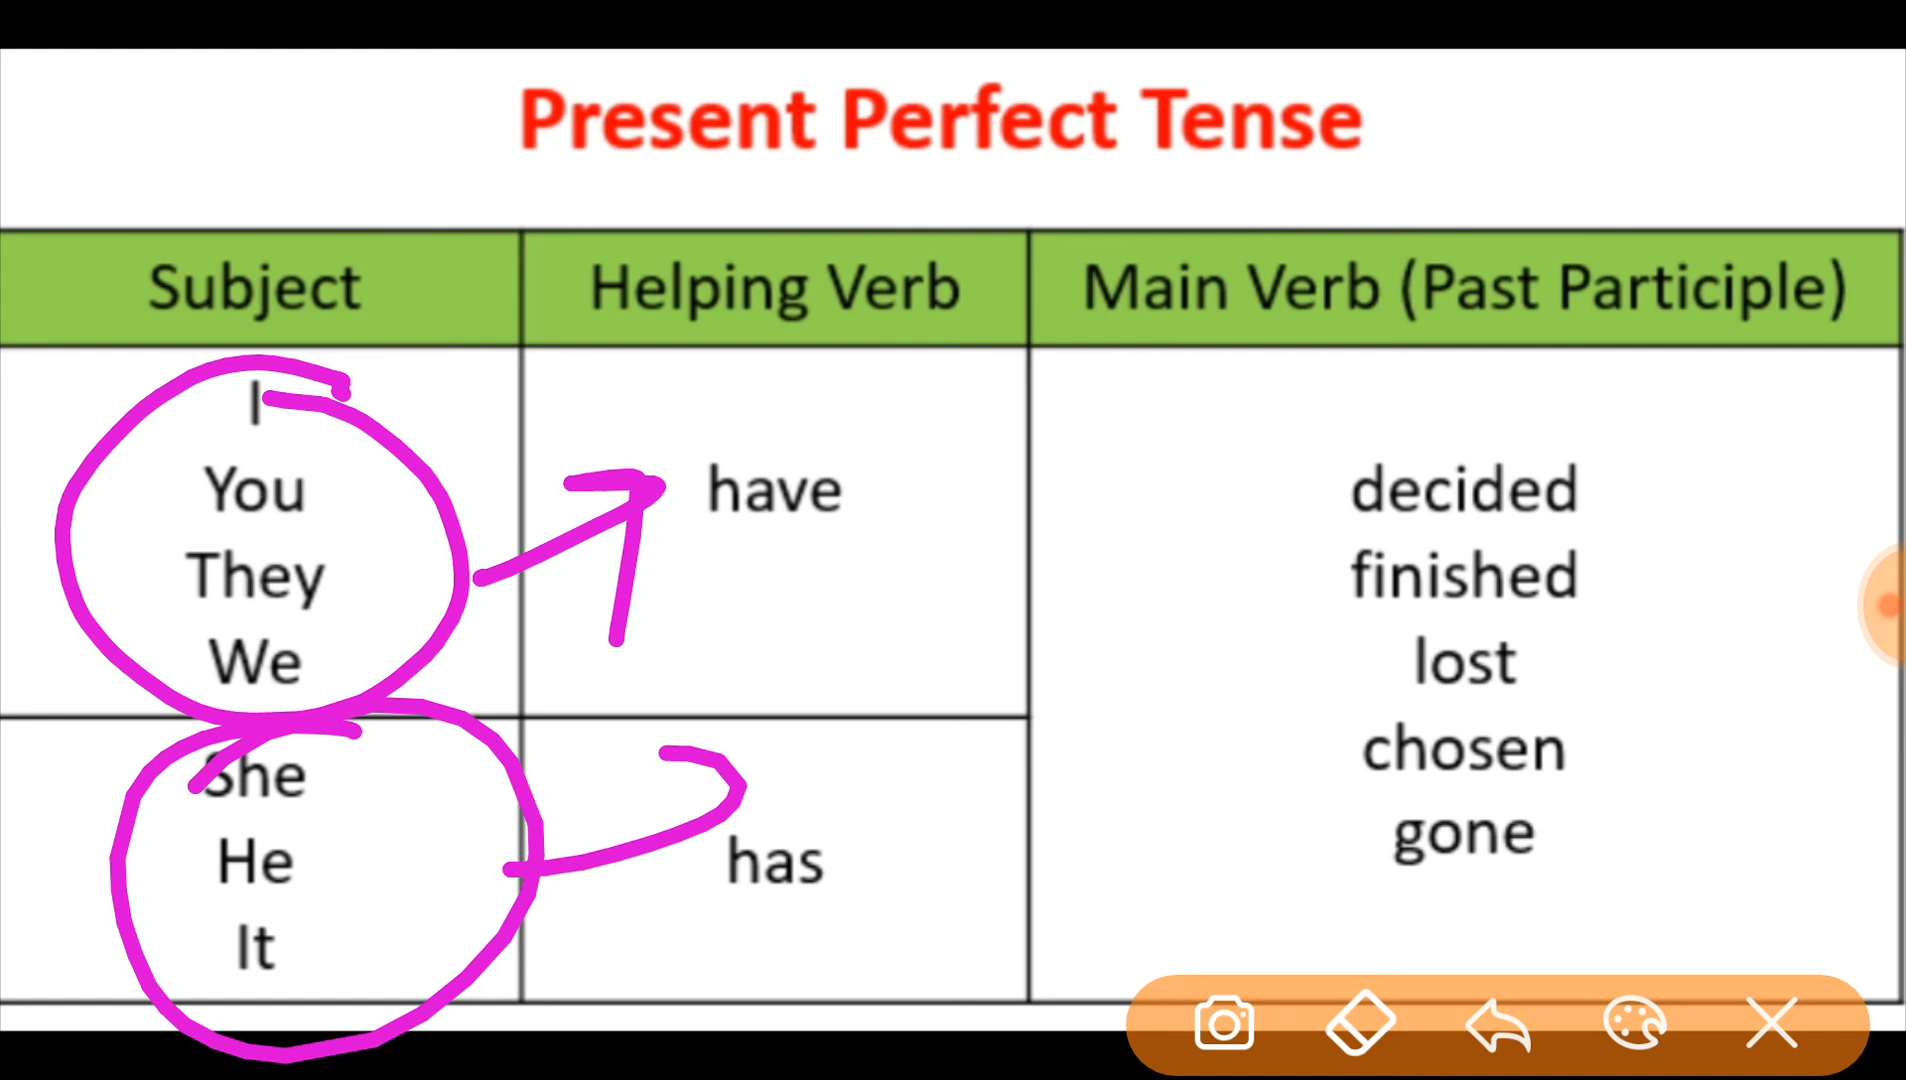 Present Perfect Tense
Subject Helping Verb Main Verb (Past Participle)
I
You have decided
They finished
We lost
She chosen
He has gone
It